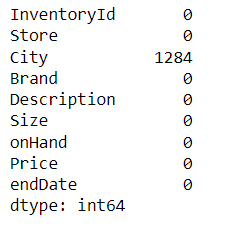 InventoryId 0
Store 0
City 1284
Brand 0
Description 0
Size 0
onHand 0
Price 0
endDate 0
dtype: int64